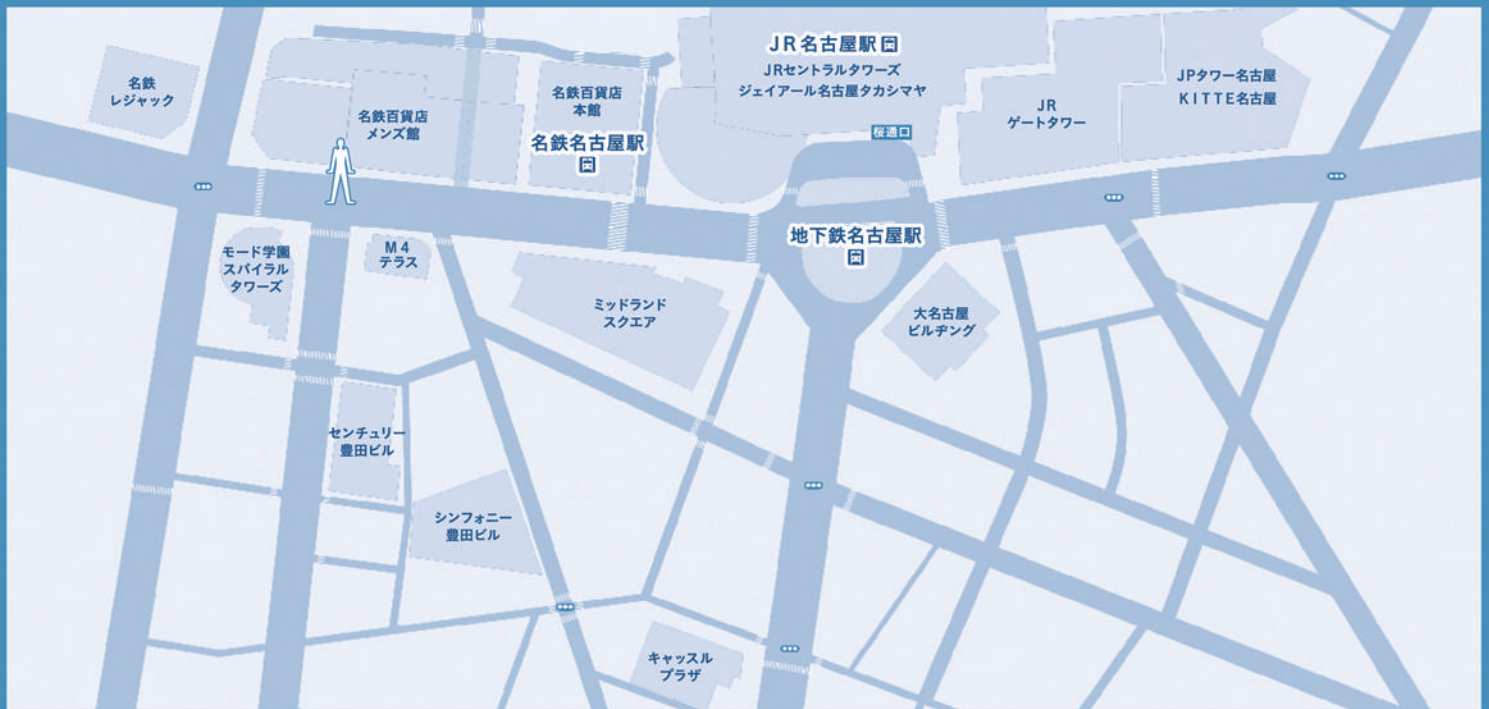 JR名古屋駅
JRセントラルタワーズ
ジェイアール名古屋タカシマヤ
名鉄
レジャック
名鉄百貨店
メンズ館
名鉄百貨店
本館
名鉄名古屋駅
桜通口
JR
ゲートタワー
JPタワー名古屋
KITTE名古屋
モード学園
スパイラル
タワーズ
M4
テラス
ミッドランド
スクエア
地下鉄名古屋駅
大名古屋
ビルヂング
センチュリー
豊田ビル
シンフォニー
豊田ビル
キャッスル
プラザ